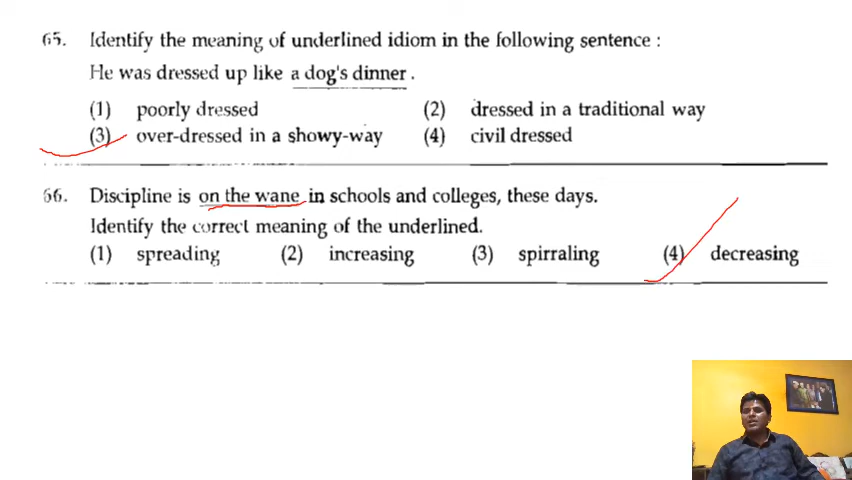 65. Identify the meaning of underlined idiom in the following sentence :
He was dressed up like a dog's dinner .
(1) poorly dressed (2) dressed in a traditional way
(3) over-dressed in a showy-way (4) civil dressed
66. Discipline is on the wane in schools and colleges, these days.
Identify the correct meaning of the underlined.
(1) spreading (2) increasing (3) spirraling (4) decreasing